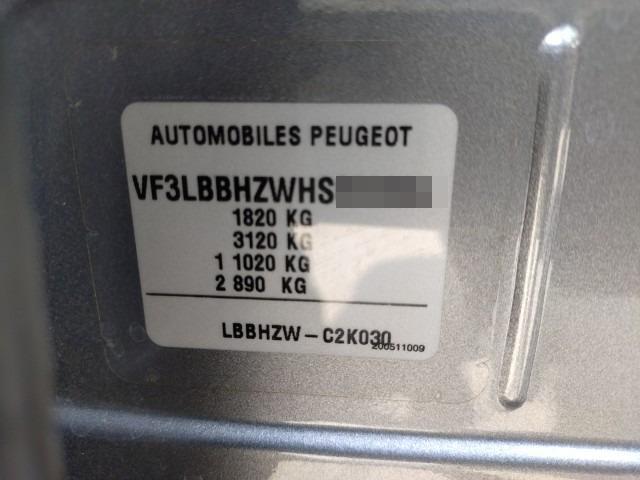 AUTOMOBILES PEUGEOT
VF3LBBHZWHS
1820 KG
3120 KG
1 1020 KG
2 890 KG
LBBHZW – C2K030
200511009